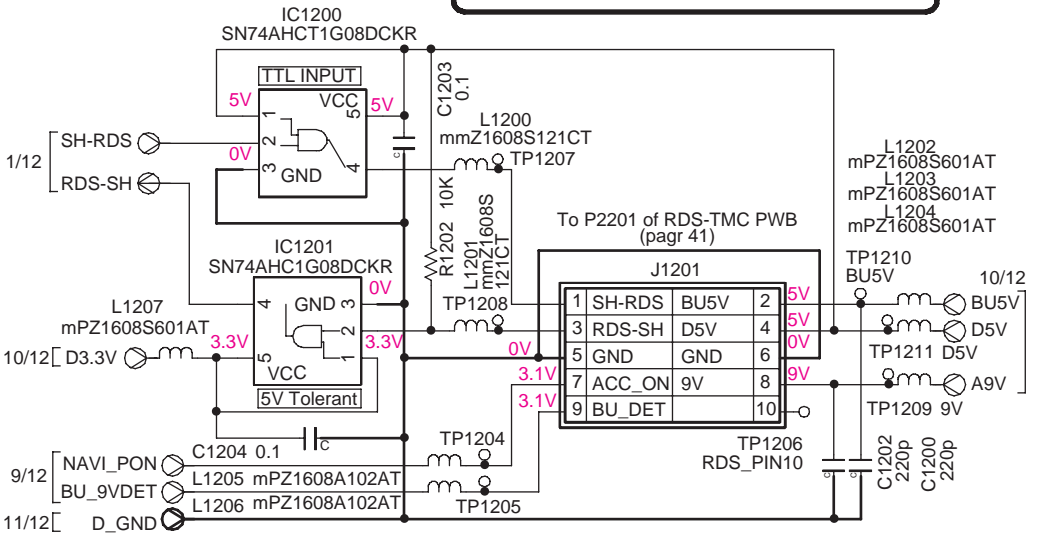 IC1200
SN74AHCT1G08DCKR
TTL INPUT
VCC
5V
5V
1
5
2
0V
3
GND
4
C1203
0.1
L1200
mmZ1608S121CT
TP1207
1/12
SH-RDS
RDS-SH
R1202 10K
L1201
mmZ1608S
121CT
L1202
mPZ1608S601AT
L1203
mPZ1608S601AT
L1204
mPZ1608S601AT
To P2201 of RDS-TMC PWB
(pagr 41)
J1201
1 SH-RDS BU5V 2
3 RDS-SH D5V 4
5 GND GND 6
7 ACC_ON 9V 8
9 BU_DET 10
0V
3.1V
3.1V
5V
5V
0V
9V
TP1210
BU5V
10/12
BU5V
D5V
TP1211 D5V
A9V
TP1209 9V
IC1201
SN74AHC1G08DCKR
0V
4
GND 3
2
5
1
VCC
5V Tolerant
3.3V
3.3V
TP1208
L1207
mPZ1608S601AT
10/12
D3.3V
C1204 0.1
TP1204
9/12
NAVI_PON
BU_9VDET
L1205 mPZ1608A102AT
L1206 mPZ1608A102AT
TP1205
11/12
D_GND
TP1206
RDS_PIN10
C1202
220p
C1200
220p
C
C
C
C